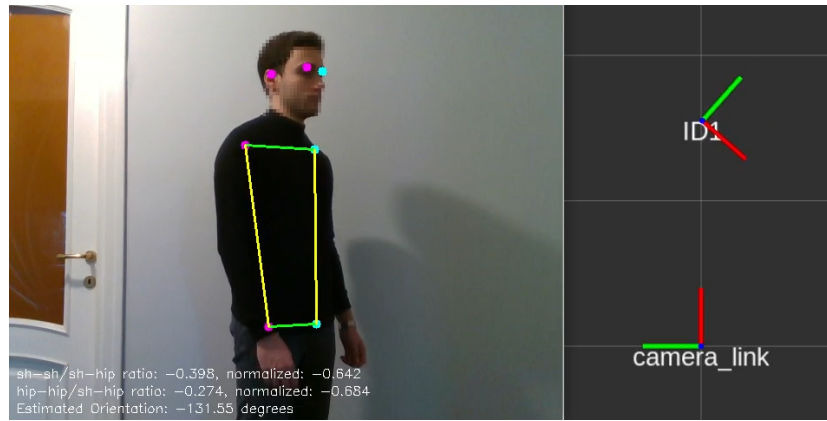 sh-sh/sh-hip ratio: -0.398, normalized: -0.642
hip-hip/sh-hip ratio: -0.274, normalized: -0.684
Estimated Orientation: -131.55 degrees
ID1
camera_link